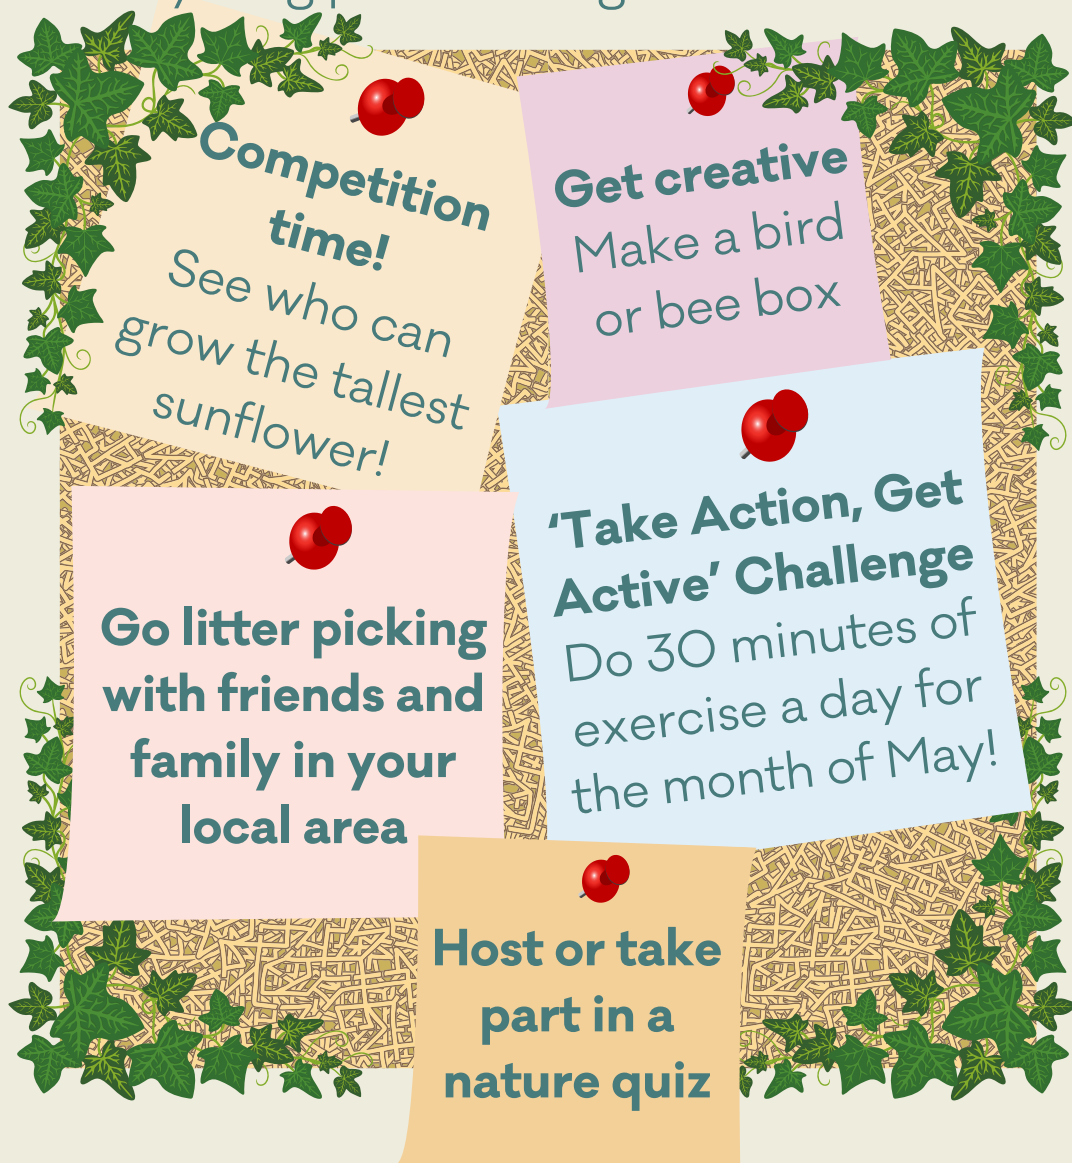 Competition
time!
See who can
grow the tallest
sunflower!
Get creative
Make a bird
or bee box
‘Take Action, Get
Active’ Challenge
Do 30 minutes of
exercise a day for
the month of May!
Go litter picking
with friends and
family in your
local area
Host or take
part in a
nature quiz